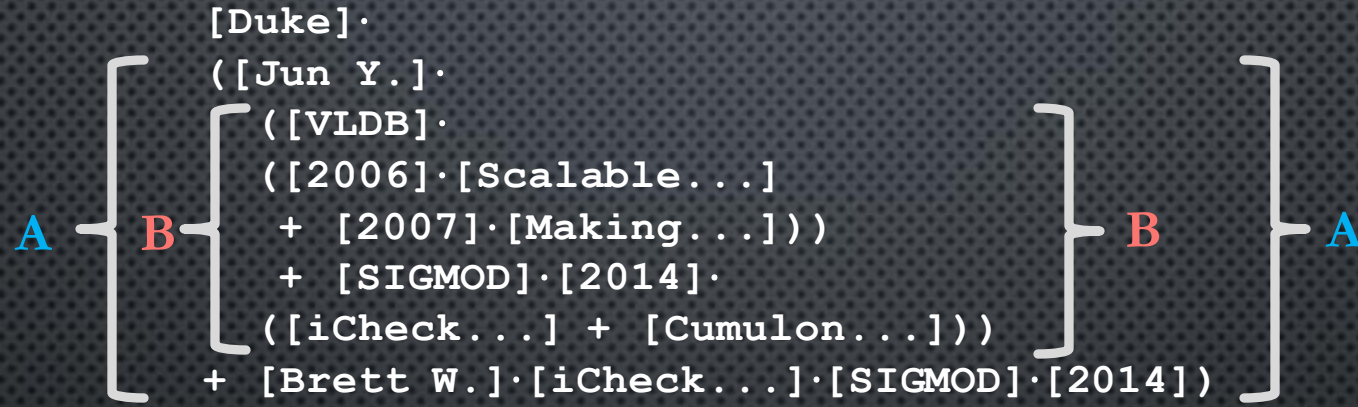 [Duke]·
([Jun Y.]·
([VLDB]·
([2006]·[Scalable...]
A B + [2007]·[Making...])) B A
+ [SIGMOD]·[2014]·
([iCheck...] + [Cumulon...]))
+ [Brett W.]·[iCheck...]·[SIGMOD]·[2014])